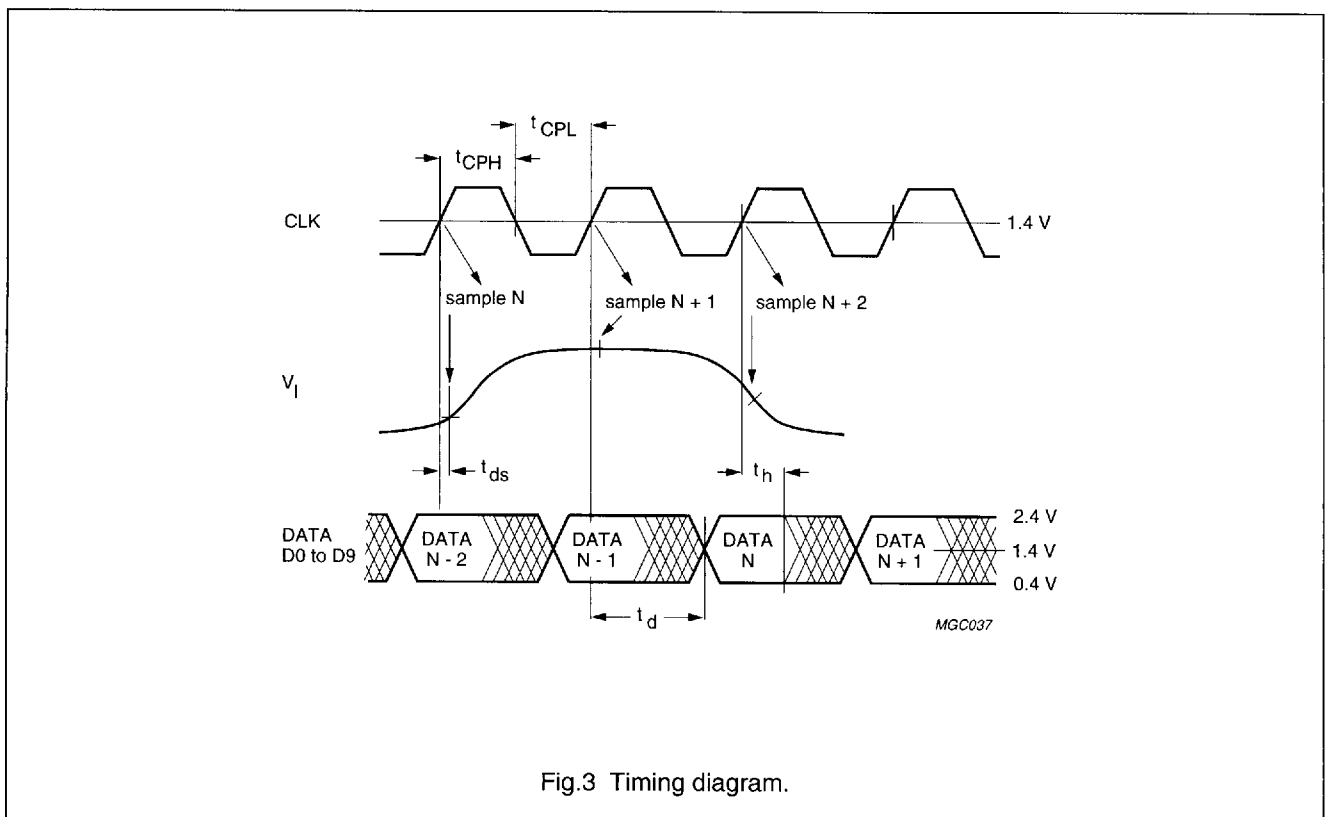 t CPL
t CPH
CLK
1.4 V
sample N
sample N + 1
sample N + 2
V I
t ds
t h
DATA
D0 to D9
DATA
N - 2
DATA
N - 1
DATA
N
DATA
N + 1
2.4 V
1.4 V
0.4 V
t d
MGC037
Fig.3 Timing diagram.